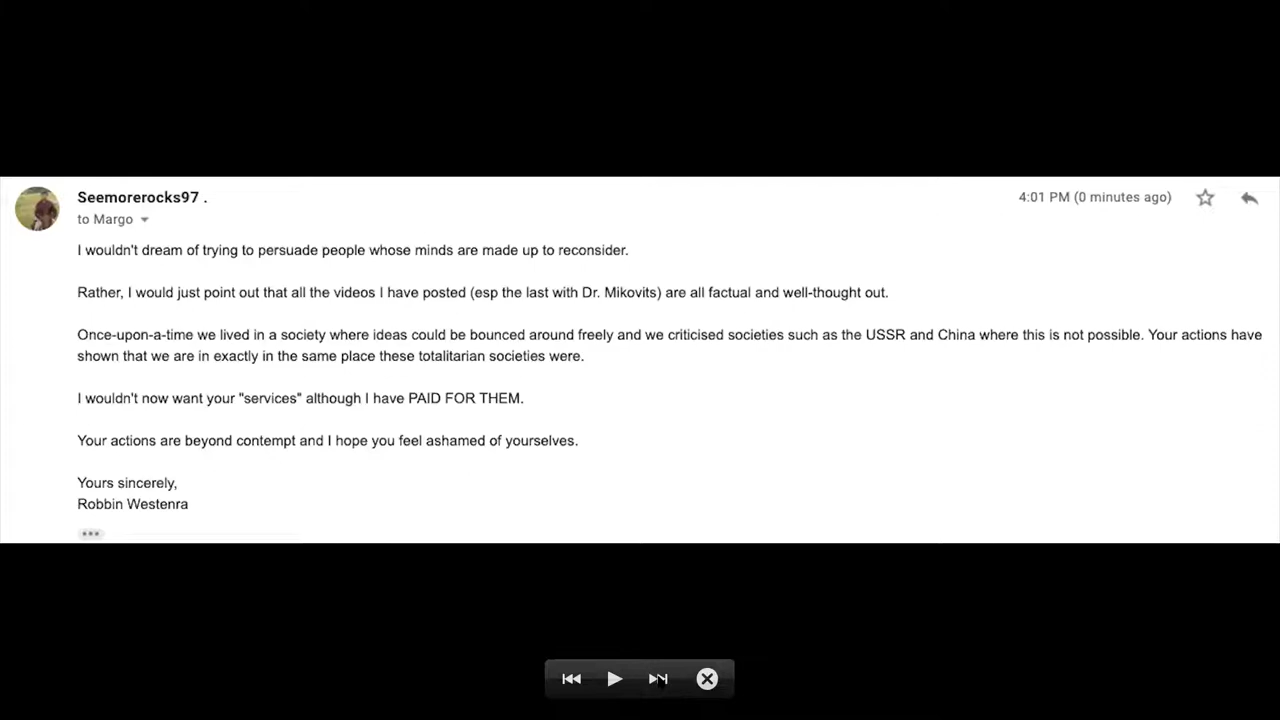 Seemorerocks97 .
4:01 PM (0 minutes ago)
to Margo
I wouldn't dream of trying to persuade people whose minds are made up to reconsider.
Rather, I would just point out that all the videos I have posted (esp the last with Dr. Mikovits) are all factual and well-thought out.
Once-upon-a-time we lived in a society where ideas could be bounced around freely and we criticised societies such as the USSR and China where this is not possible. Your actions have
shown that we are in exactly in the same place these totalitarian societies were.
I wouldn't now want your "services" although I have PAID FOR THEM.
Your actions are beyond contempt and I hope you feel ashamed of yourselves.
Yours sincerely,
Robbin Westenra